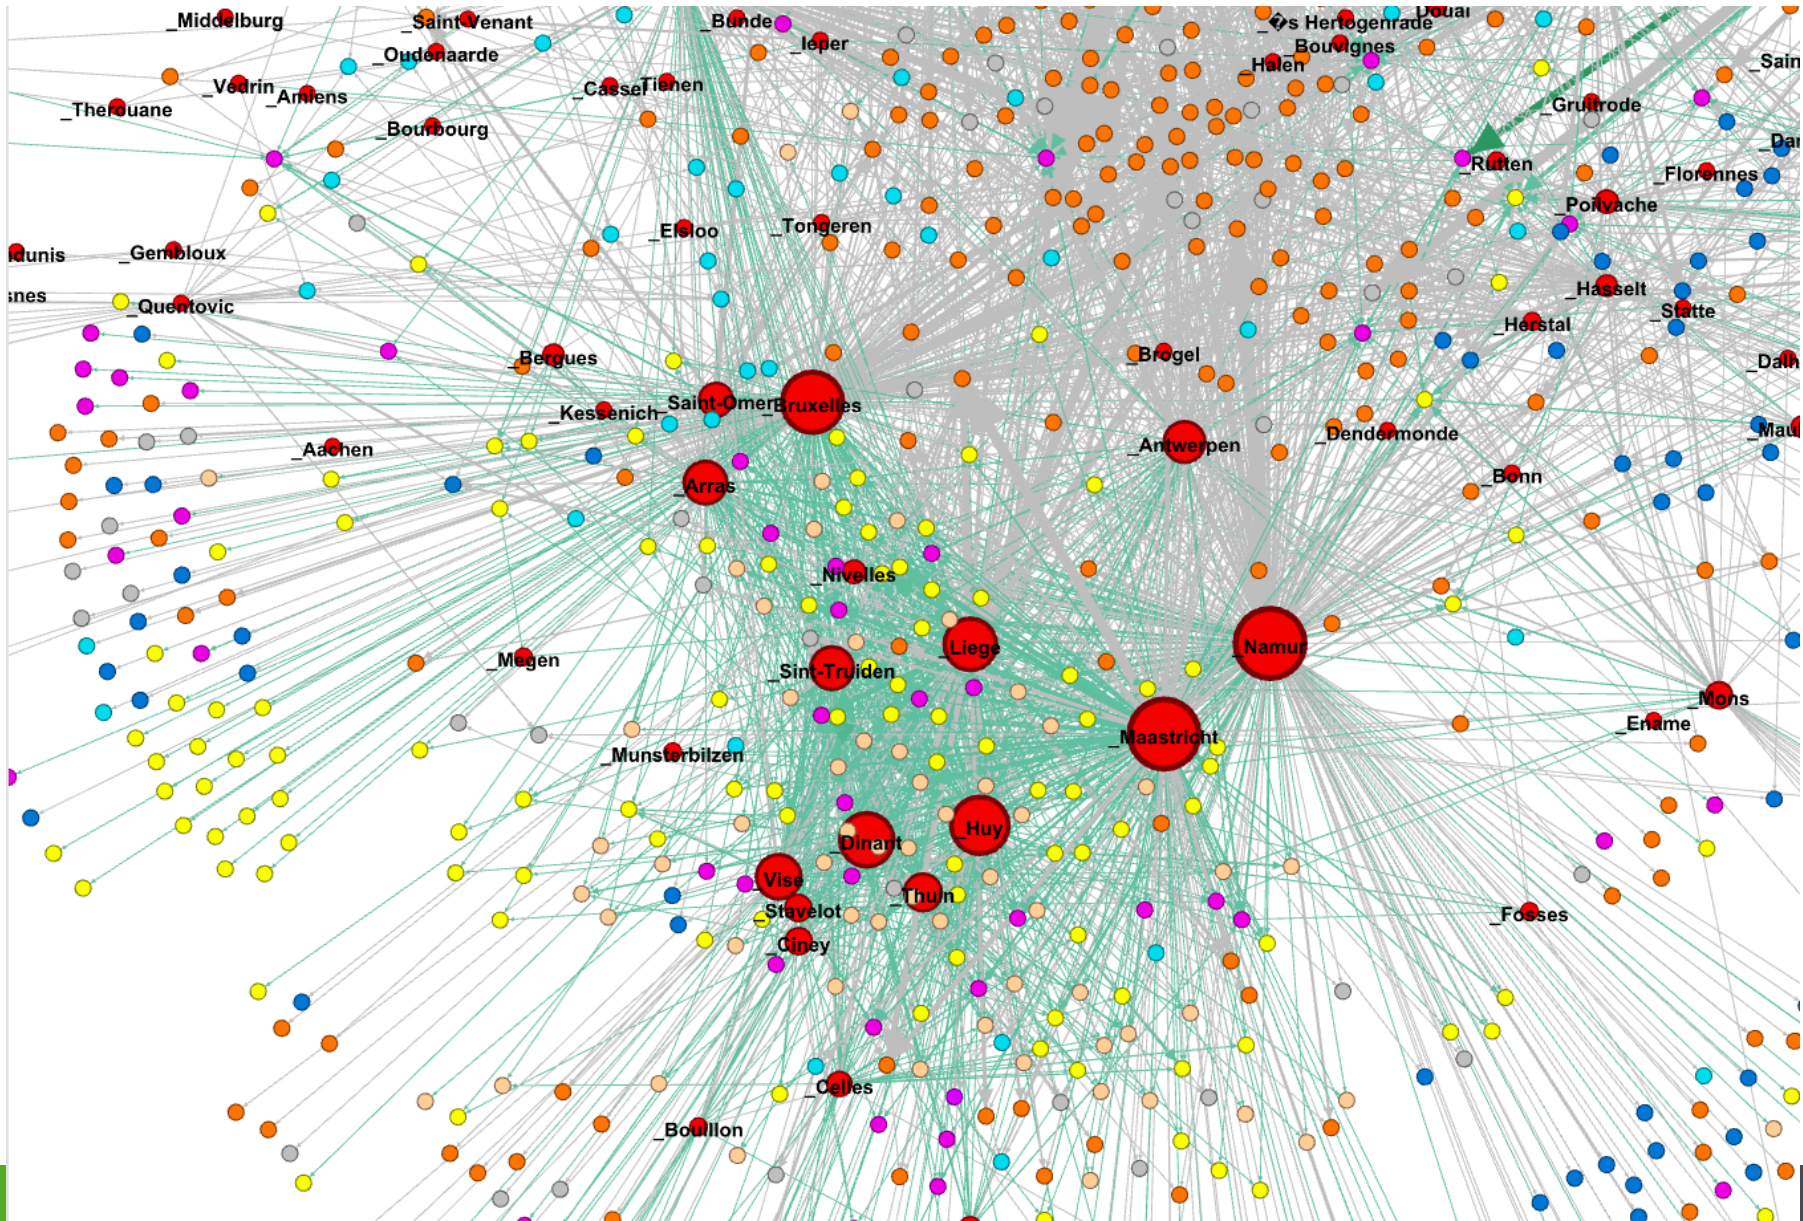 _Middelburg
_Saint-Venant
_Bunde
_�s Hertogenrade
Douai
_Oudenaarde
_Ieper
_Bouvignes
_Halen
_Sain
_Vedrin
_Amiens
_Cassel
_Tienen
_Therouane
_Gruitrode
_Bourbourg
_Dar
_Rutten
_Florennes
_Poilvache
_Elsloo
_Tongeren
dunis
_Gembloux
snes
_Quentovic
_Hasselt
_Statte
_Herstal
_Bergues
_Brogel
_Dalh
_Kessenich
_Saint-Omer
_Bruxelles
_Aachen
_Antwerpen
_Dendermonde
_Mau
_Arras
_Bonn
_Nivelles
_Megen
_Liege
_Namur
_Sint-Truiden
_Mons
_Ename
_Munsterbilzen
_Maastricht
_Dinant
_Huy
_Vise
_Thuin
_Stavelot
_Fosses
_Ciney
_Celles
_Bouillon